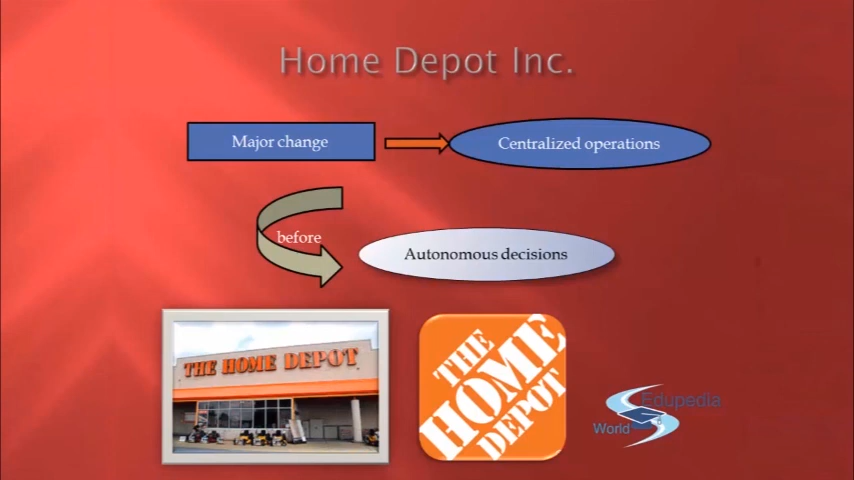 Home Depot Inc.
Major change
Centralized operations
before
Autonomous decisions
THE HOME DEPOT
THE
HOME
DEPOT
Edupedia
World